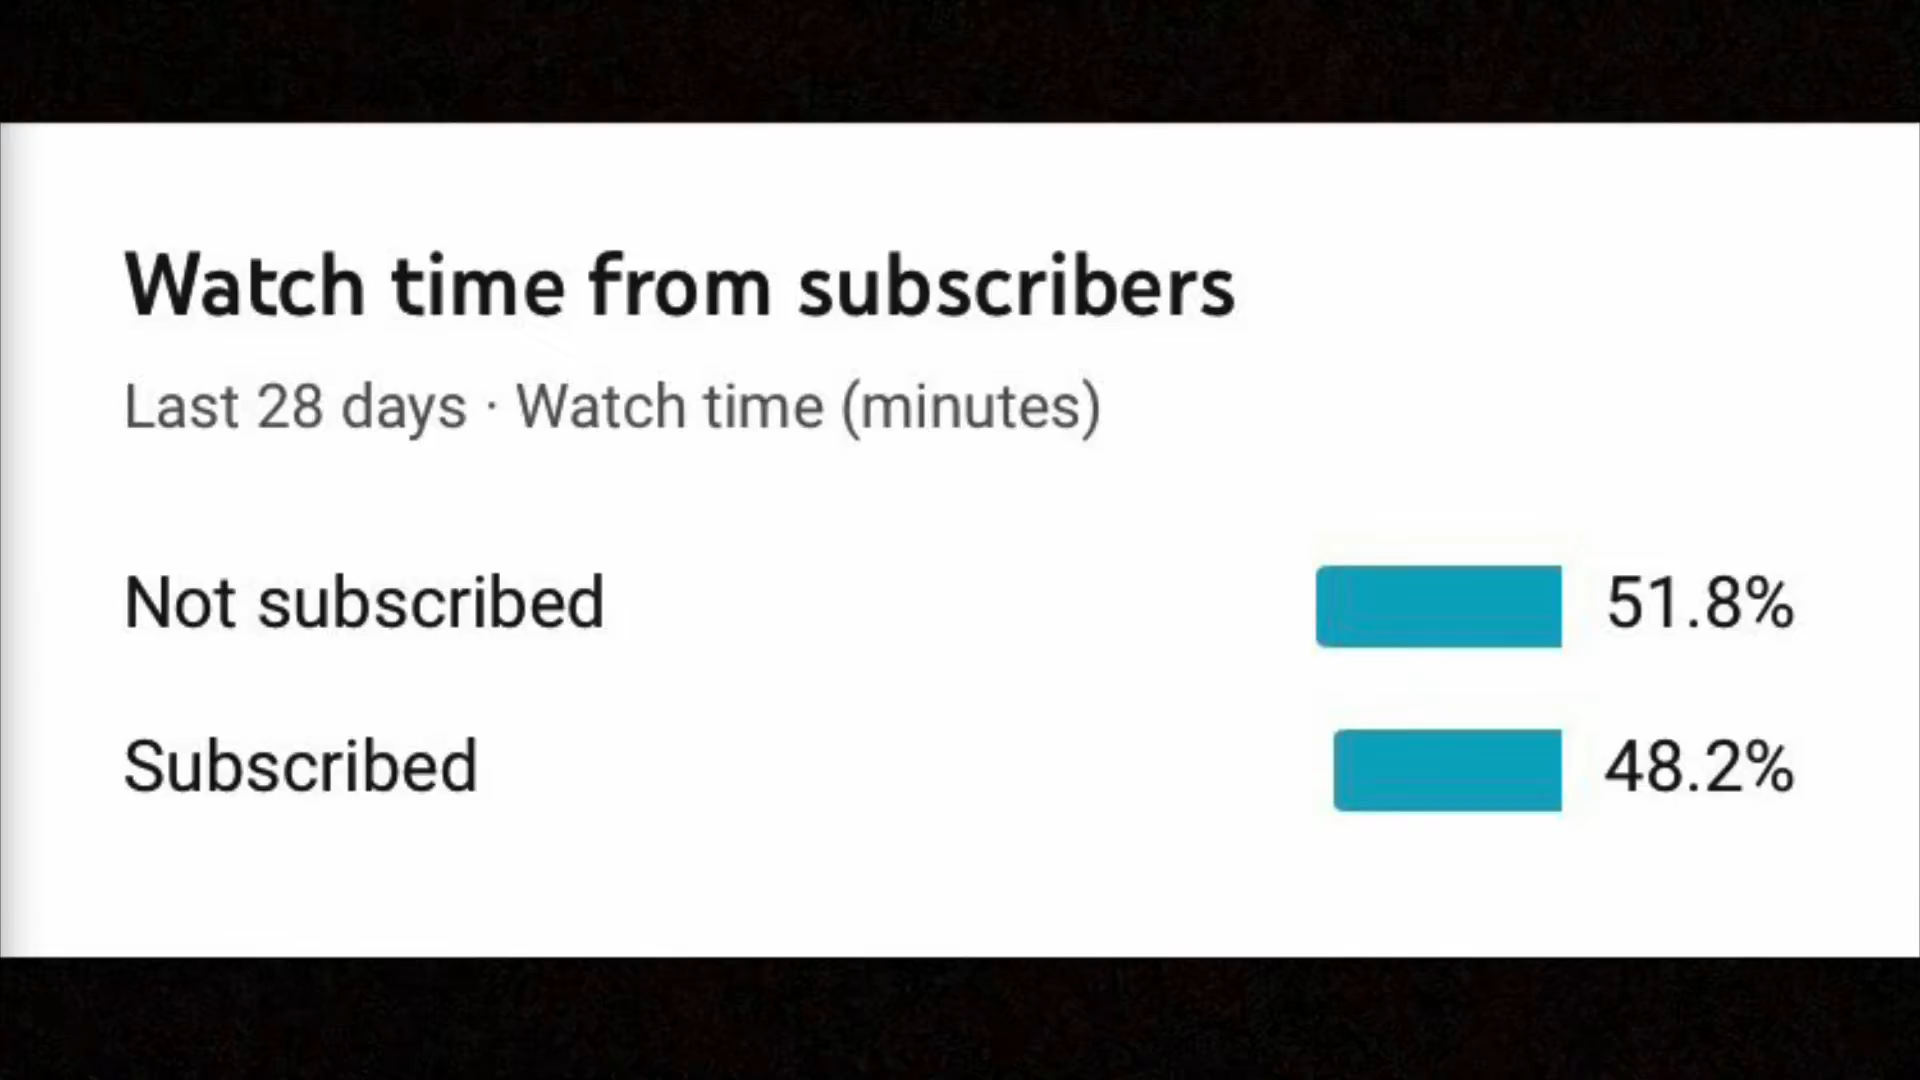 Watch time from subscribers
Last 28 days · Watch time (minutes)
Not subscribed 51.8%
Subscribed 48.2%